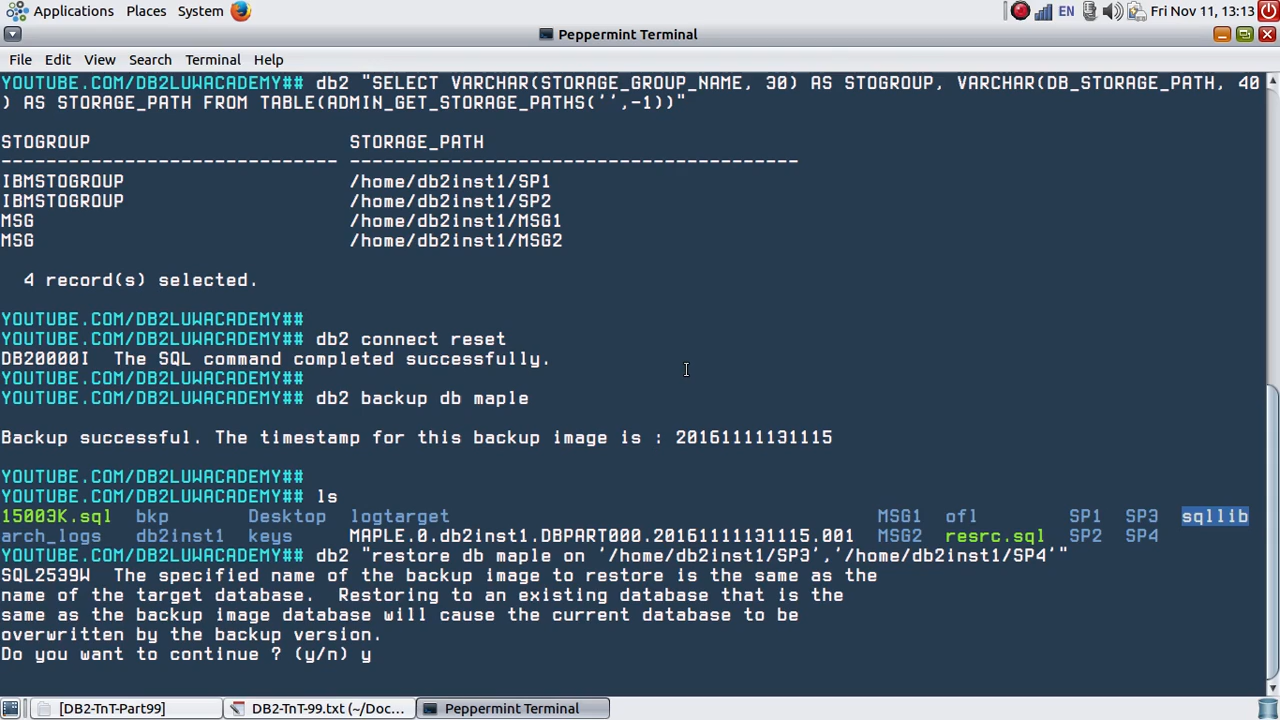 Applications Places System EN Fri Nov 11, 13:13
Peppermint Terminal
File Edit View Search Terminal Help
YOUTUBE.COM/DB2LUWACADEMY## db2 "SELECT VARCHAR(STORAGE_GROUP_NAME, 30) AS STOGROUP, VARCHAR(DB_STORAGE_PATH, 40
) AS STORAGE_PATH FROM TABLE(ADMIN_GET_STORAGE_PATHS('',-1))"
STOGROUP STORAGE_PATH
------------------------------ ----------------------------------------
IBMSTOGROUP /home/db2inst1/SP1
IBMSTOGROUP /home/db2inst1/SP2
MSG /home/db2inst1/MSG1
MSG /home/db2inst1/MSG2
4 record(s) selected.
YOUTUBE.COM/DB2LUWACADEMY##
YOUTUBE.COM/DB2LUWACADEMY## db2 connect reset
DB20000I The SQL command completed successfully.
YOUTUBE.COM/DB2LUWACADEMY##
YOUTUBE.COM/DB2LUWACADEMY## db2 backup db maple
Backup successful. The timestamp for this backup image is : 20161111131115
YOUTUBE.COM/DB2LUWACADEMY##
YOUTUBE.COM/DB2LUWACADEMY## ls
15003K.sql bkp Desktop logtarget MSG1 ofl SP1 SP3 sqllib
arch_logs db2inst1 keys MAPLE.0.db2inst1.DBPART000.20161111131115.001 MSG2 resrc.sql SP2 SP4
YOUTUBE.COM/DB2LUWACADEMY## db2 "restore db maple on '/home/db2inst1/SP3','/home/db2inst1/SP4'"
SQL2539W The specified name of the backup image to restore is the same as the
name of the target database. Restoring to an existing database that is the
same as the backup image database will cause the current database to be
overwritten by the backup version.
Do you want to continue ? (y/n) y
[DB2-TnT-Part99] DB2-TnT-99.txt (~/Doc... Peppermint Terminal